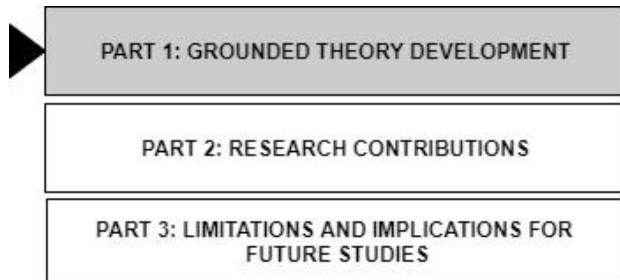 PART 1: GROUNDED THEORY DEVELOPMENT
PART 2: RESEARCH CONTRIBUTIONS
PART 3: LIMITATIONS AND IMPLICATIONS FOR
FUTURE STUDIES